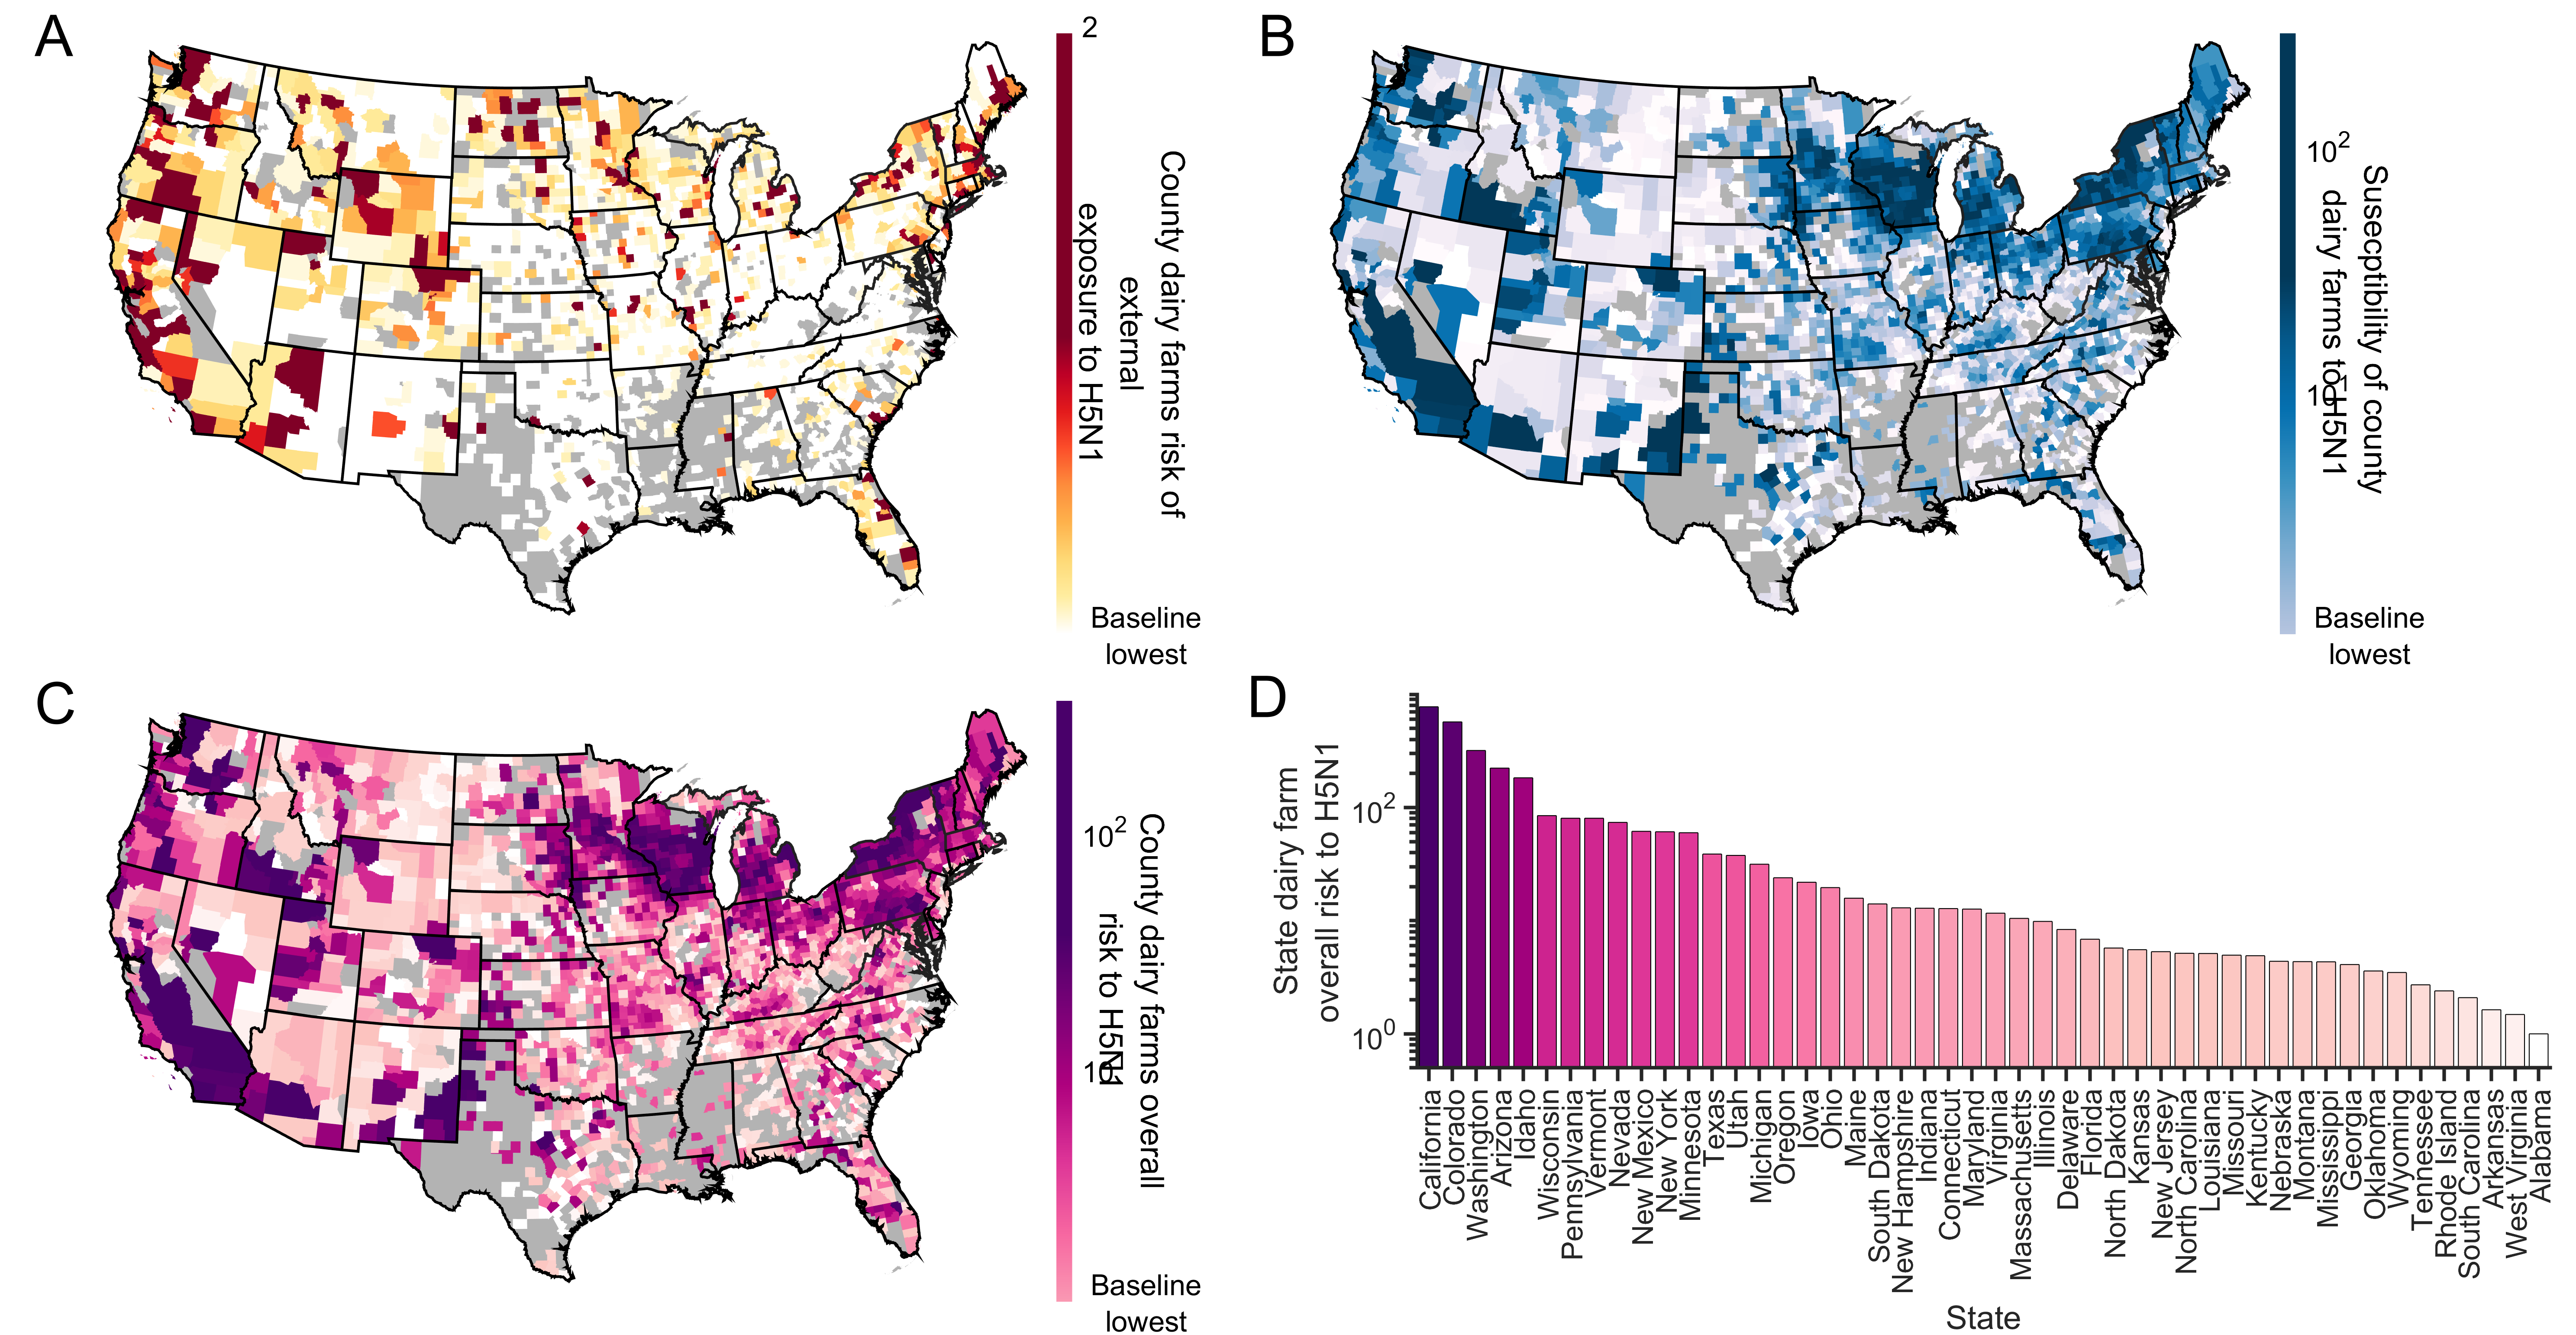 A
2
County dairy farms risk of
external
exposure to H5N1
Baseline
lowest
B
10^2
10^1
Susecptibility of county
dairy farms to H5N1
Baseline
lowest
C
10^2
10^1
County dairy farms overall
risk to H5N1
Baseline
lowest
D
State dairy farm
overall risk to H5N1
10^2
10^0
California
Colorado
Washington
Arizona
Idaho
Wisconsin
Pennsylvania
Vermont
Nevada
New Mexico
New York
Minnesota
Texas
Utah
Michigan
Oregon
Iowa
Ohio
Maine
South Dakota
New Hampshire
Indiana
Connecticut
Maryland
Virginia
Massachusetts
Illinois
Delaware
Florida
North Dakota
Kansas
New Jersey
North Carolina
Louisiana
Missouri
Kentucky
Nebraska
Montana
Mississippi
Georgia
Oklahoma
Wyoming
Tennessee
Rhode Island
South Carolina
Arkansas
West Virginia
Alabama
State